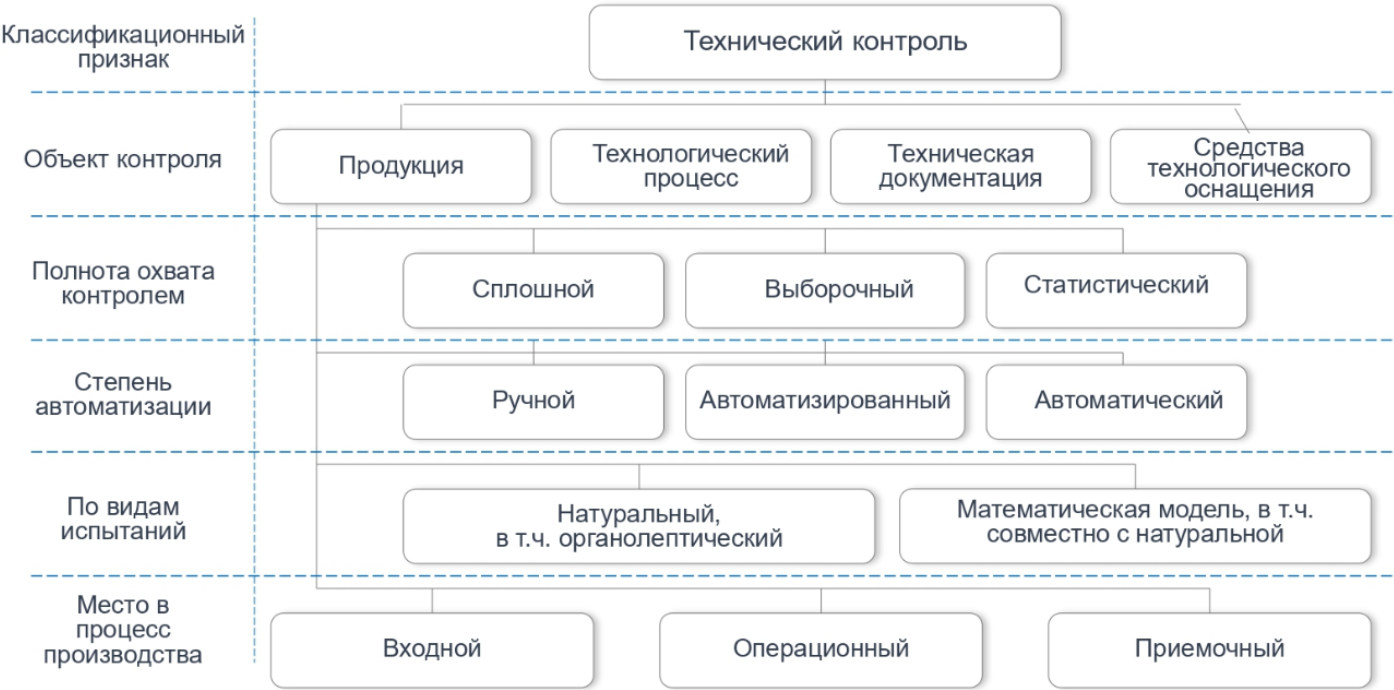 Классификационный
признак
Технический контроль
Объект контроля
Продукция
Технологический
процесс
Техническая
документация
Средства
технологического
оснащения
Полнота охвата
контролем
Сплошной
Выборочный
Статистический
Степень
автоматизации
Ручной
Автоматизированный
Автоматический
По видам
испытаний
Натуральный,
в т.ч. органолептический
Математическая модель, в т.ч.
совместно с натуральной
Место в
процесс
производства
Входной
Операционный
Приемочный